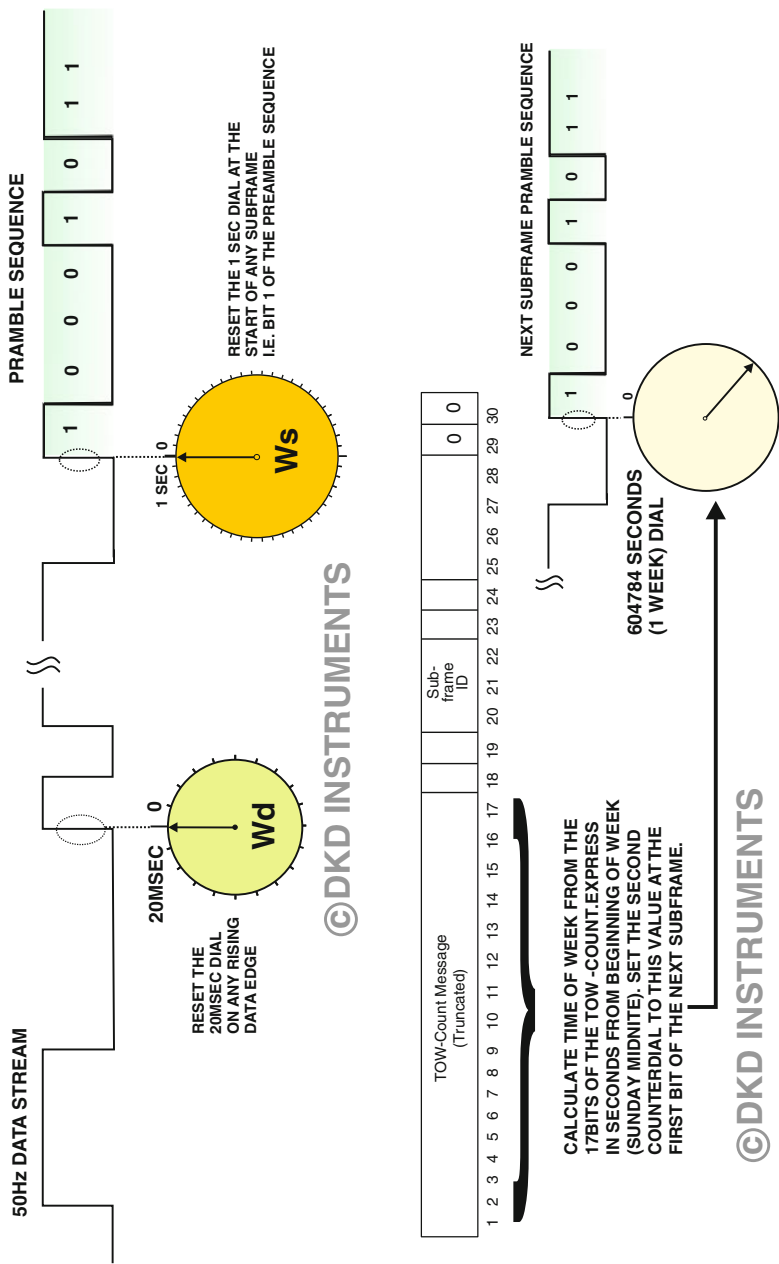 50Hz DATA STREAM
PRAMBLE SEQUENCE
1 0 0 0 1 0 1 1
20MSEC 0
Wd
RESET THE
20MSEC DIAL
ON ANY RISING
DATA EDGE
1 SEC 0
Ws
RESET THE 1 SEC DIAL AT THE
START OF ANY SUBFRAME
I.E. BIT 1 OF THE PREAMBLE SEQUENCE
©DKD INSTRUMENTS
TOW-Count Message
(Truncated)
Sub-
frame
ID
0 0
1 2 3 4 5 6 7 8 9 10 11 12 13 14 15 16 17 18 19 20 21 22 23 24 25 26 27 28 29 30
CALCULATE TIME OF WEEK FROM THE
17BITS OF THE TOW -COUNT.EXPRESS
IN SECONDS FROM BEGINNING OF WEEK
(SUNDAY MIDNITE). SET THE SECOND
COUNTERDIAL TO THIS VALUE AT THE
FIRST BIT OF THE NEXT SUBFRAME.
NEXT SUBFRAME PRAMBLE SEQUENCE
1 0 0 0 1 0 1 1
0
604784 SECONDS
(1 WEEK) DIAL
©DKD INSTRUMENTS